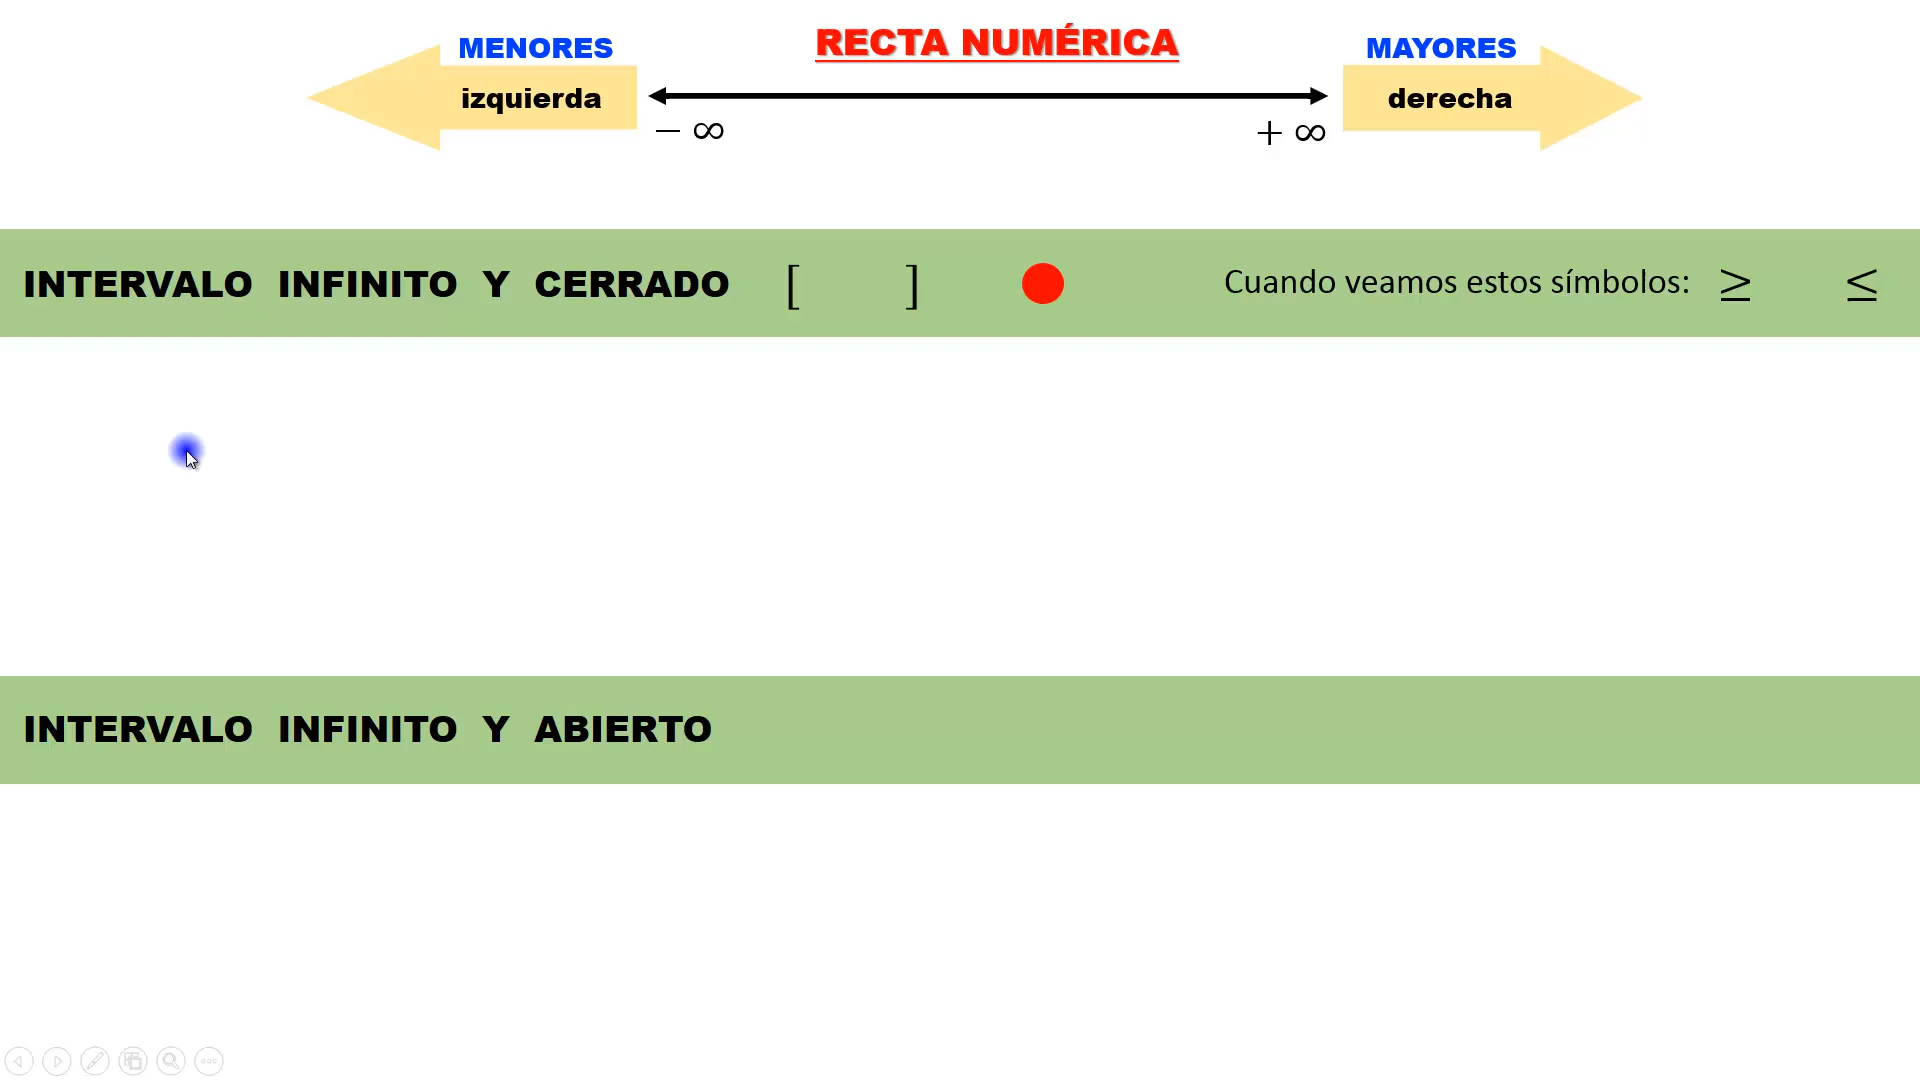 RECTA NUMÉRICA
MENORES
MAYORES
izquierda
derecha
− ∞
+ ∞
INTERVALO INFINITO Y CERRADO [ ] Cuando veamos estos símbolos: ≥ ≤
INTERVALO INFINITO Y ABIERTO